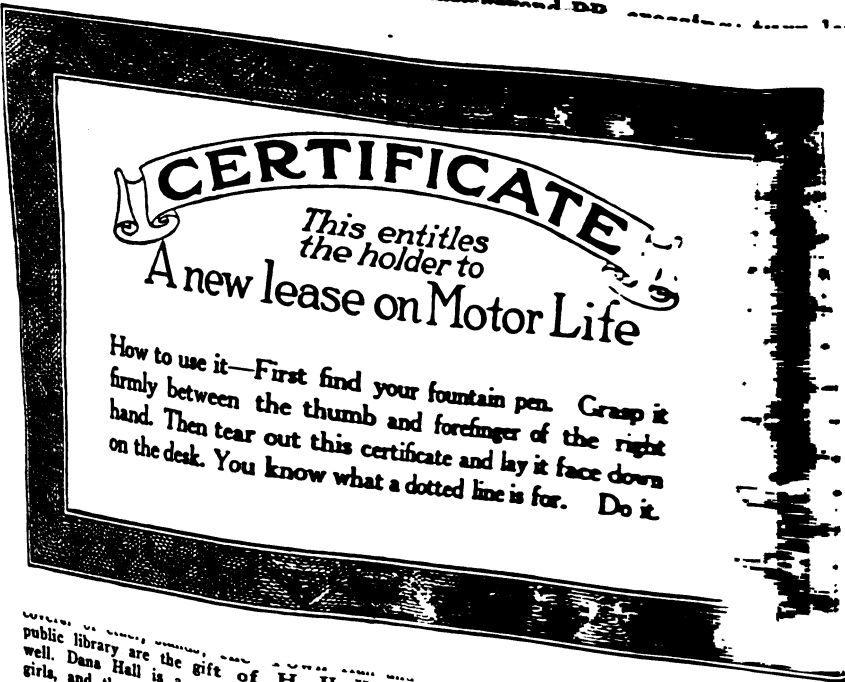 CERTIFICATE
This entitles
the holder to
A new lease on Motor Life
How to use it—First find your fountain pen. Grasp it
firmly between the thumb and forefinger of the right
hand. Then tear out this certificate and lay it face down
on the desk. You know what a dotted line is for. Do it.
public library are the gift of H. H.
well. Dana Hall is
girls, and